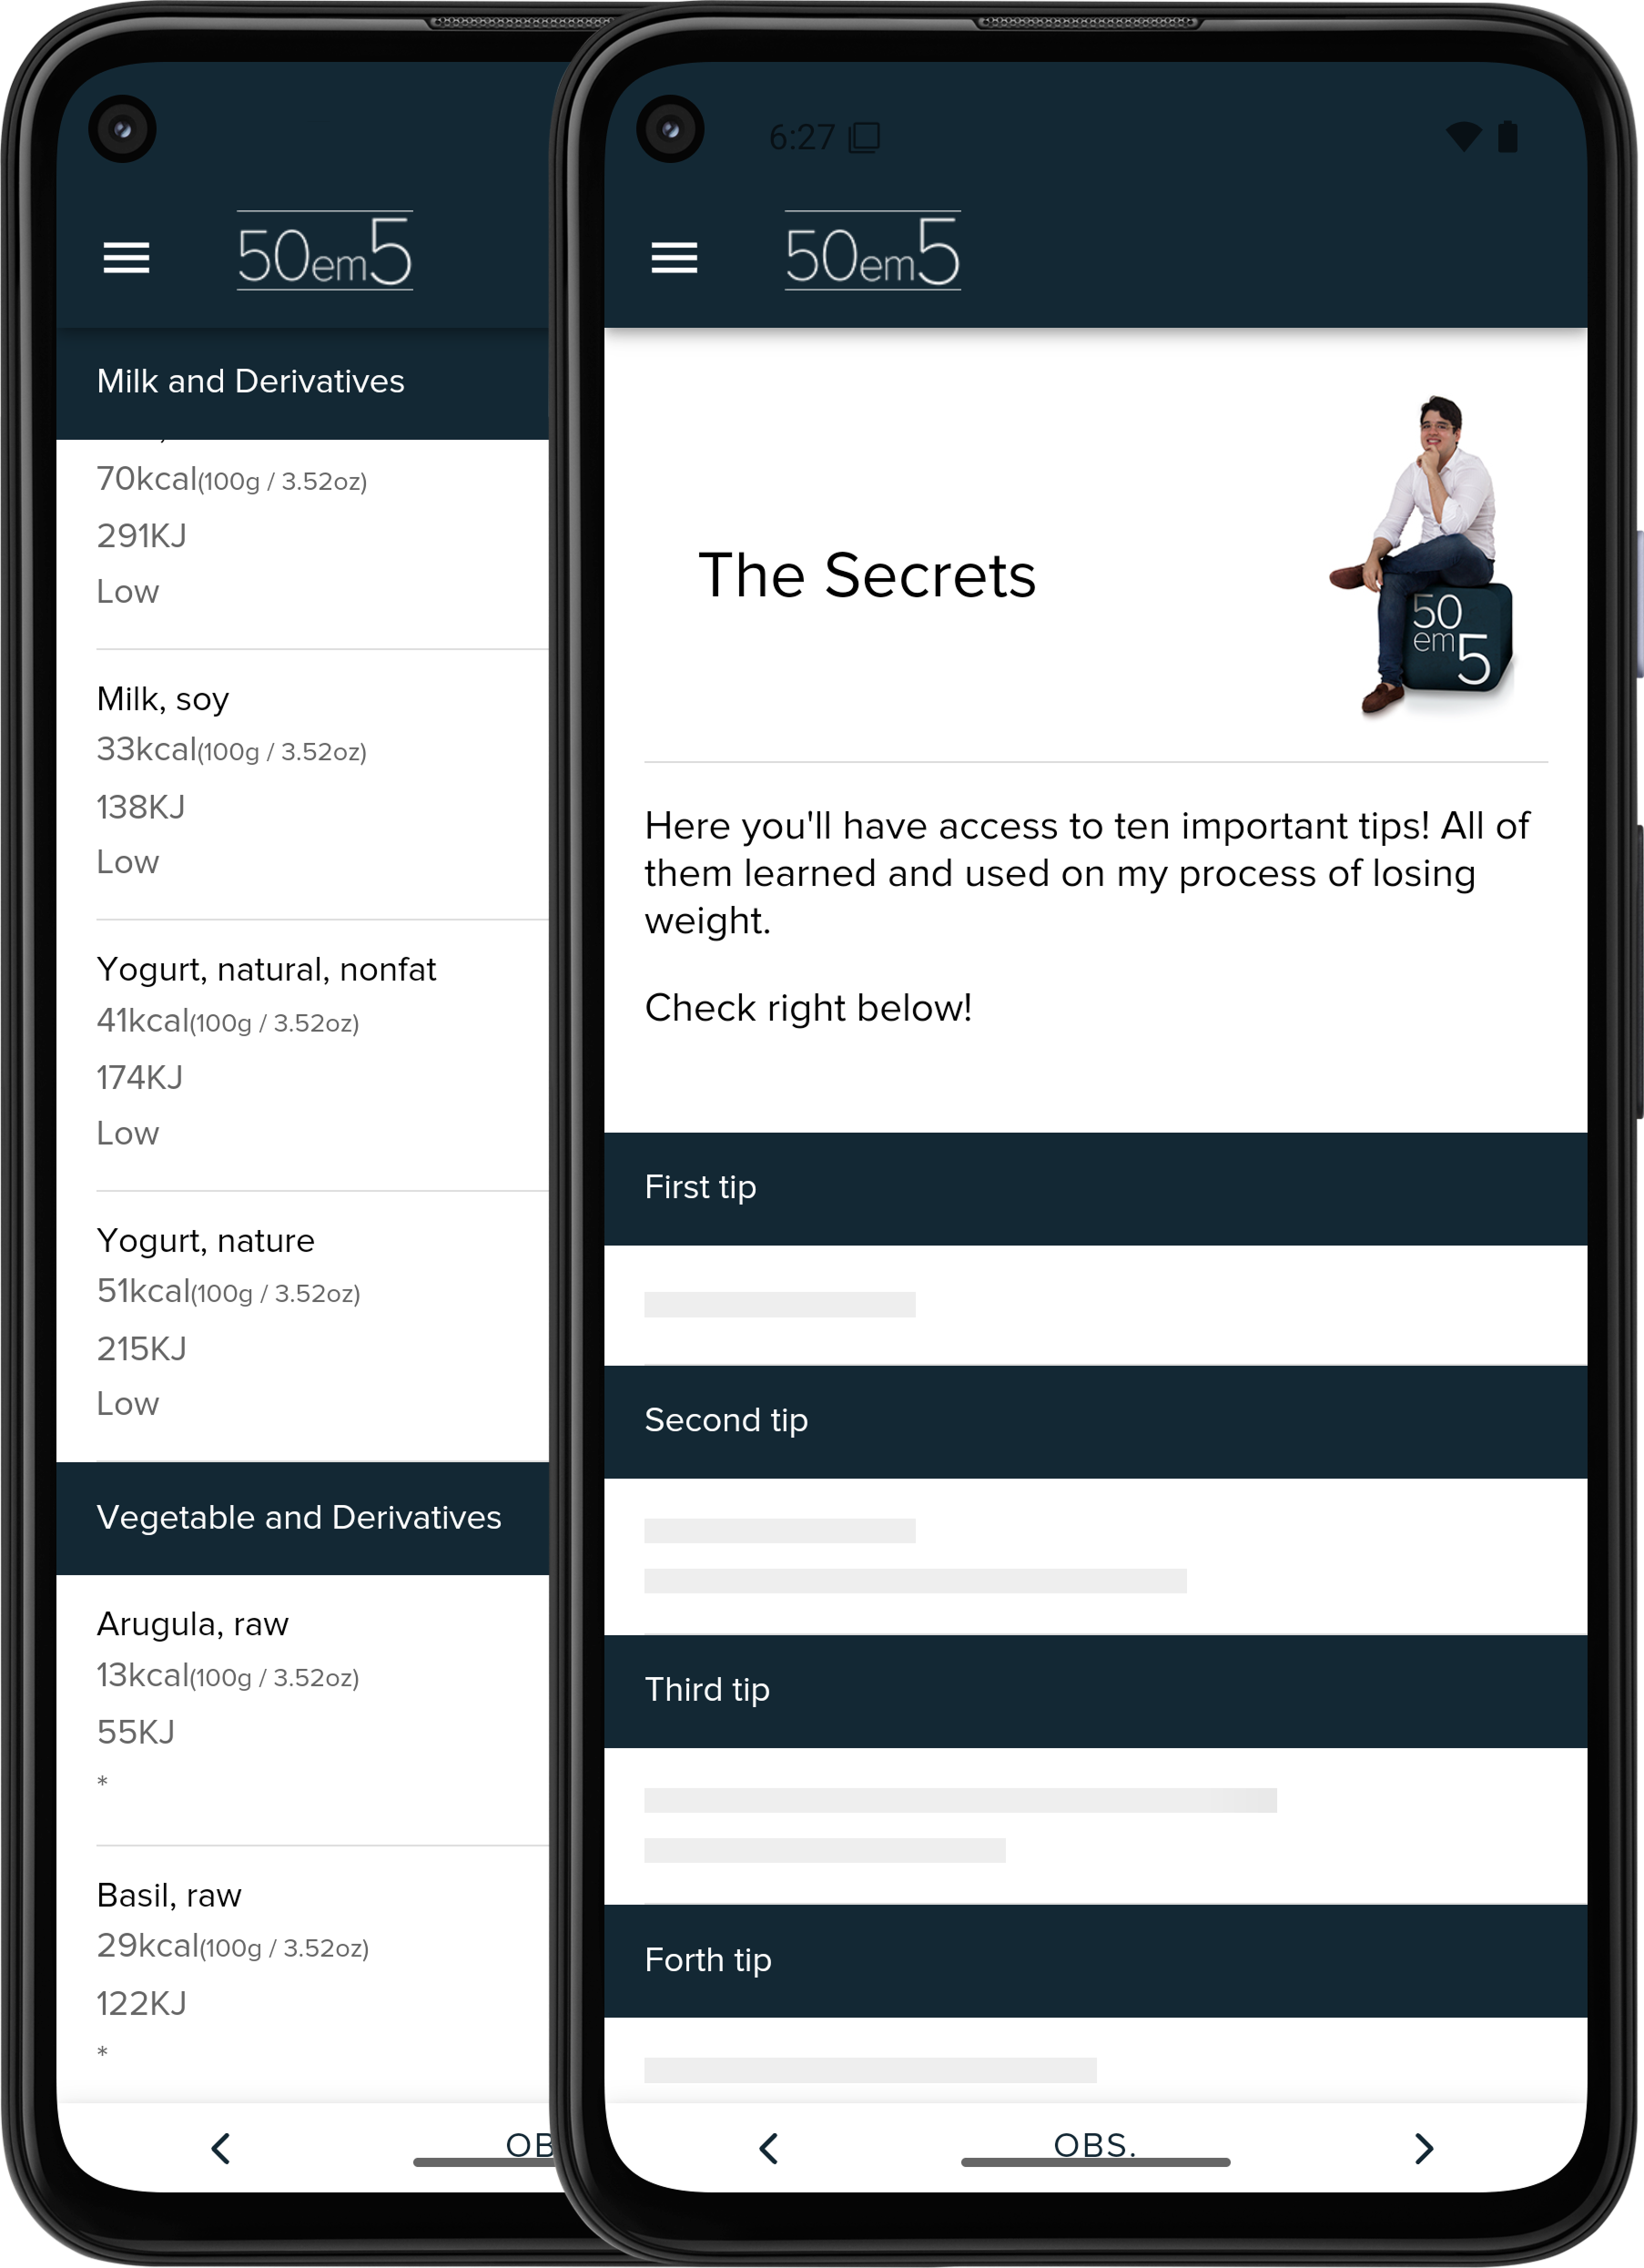 50em5
Milk and Derivatives
70kcal(100g / 3.52oz)
291KJ
Low
Milk, soy
33kcal(100g / 3.52oz)
138KJ
Low
Yogurt, natural, nonfat
41kcal(100g / 3.52oz)
174KJ
Low
Yogurt, nature
51kcal(100g / 3.52oz)
215KJ
Low
Vegetable and Derivatives
Arugula, raw
13kcal(100g / 3.52oz)
55KJ
*
Basil, raw
29kcal(100g / 3.52oz)
122KJ
*
OB
6:27
50em5
The Secrets
50
em
5
Here you'll have access to ten important tips! All of
them learned and used on my process of losing
weight.
Check right below!
First tip
Second tip
Third tip
Forth tip
OBS.